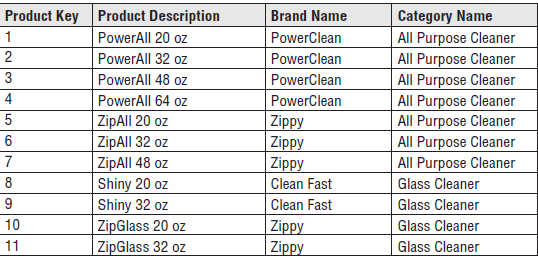 Product Key Product Description Brand Name Category Name
1 PowerAll 20 oz PowerClean All Purpose Cleaner
2 PowerAll 32 oz PowerClean All Purpose Cleaner
3 PowerAll 48 oz PowerClean All Purpose Cleaner
4 PowerAll 64 oz PowerClean All Purpose Cleaner
5 ZipAll 20 oz Zippy All Purpose Cleaner
6 ZipAll 32 oz Zippy All Purpose Cleaner
7 ZipAll 48 oz Zippy All Purpose Cleaner
8 Shiny 20 oz Clean Fast Glass Cleaner
9 Shiny 32 oz Clean Fast Glass Cleaner
10 ZipGlass 20 oz Zippy Glass Cleaner
11 ZipGlass 32 oz Zippy Glass Cleaner